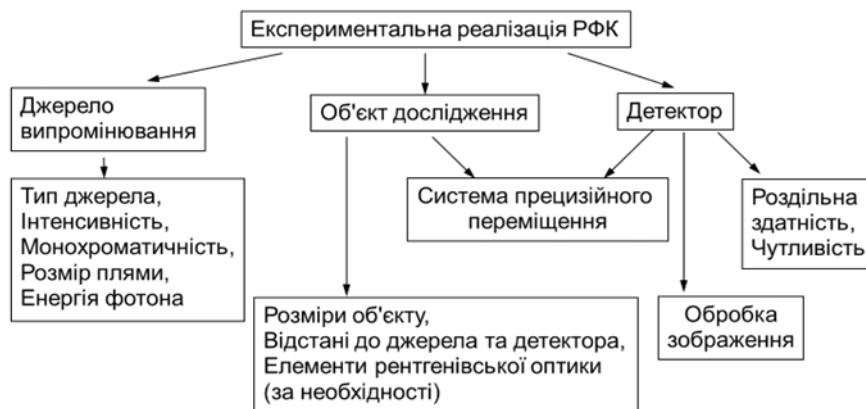 Експериментальна реалізація РФК
Джерело
випромінювання
Об'єкт дослідження
Детектор
Тип джерела,
Інтенсивність,
Монохроматичність,
Розмір плями,
Енергія фотона
Система прецизійного
переміщення
Роздільна
здатність,
Чутливість
Розміри об'єкту,
Відстані до джерела та детектора,
Елементи рентгенівської оптики
(за необхідності)
Обробка
зображення